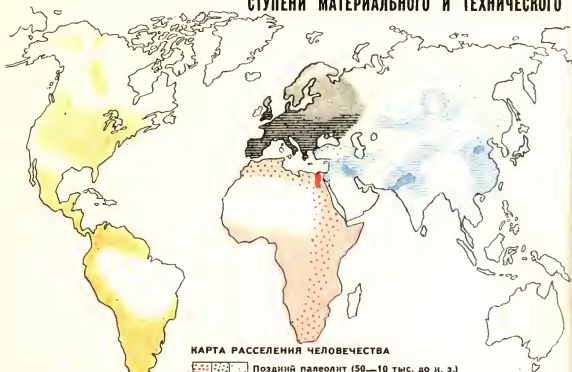 СТУПЕНИ МАТЕРИАЛЬНОГО И ТЕХНИЧЕСКОГО
КАРТА РАССЕЛЕНИЯ ЧЕЛОВЕЧЕСТВА
Поздний палеолит (50—10 тыс. до н. э.)